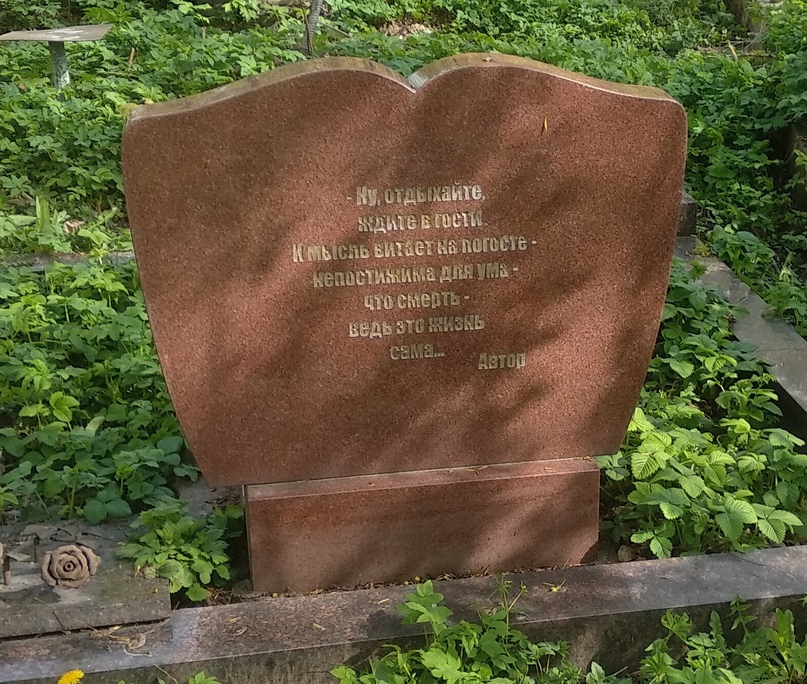 - Ну, отдыхайте,
ждите в гости.
И мысль витает на погосте -
непостижима для ума -
что смерть -
ведь это жизнь
сама...
Автор